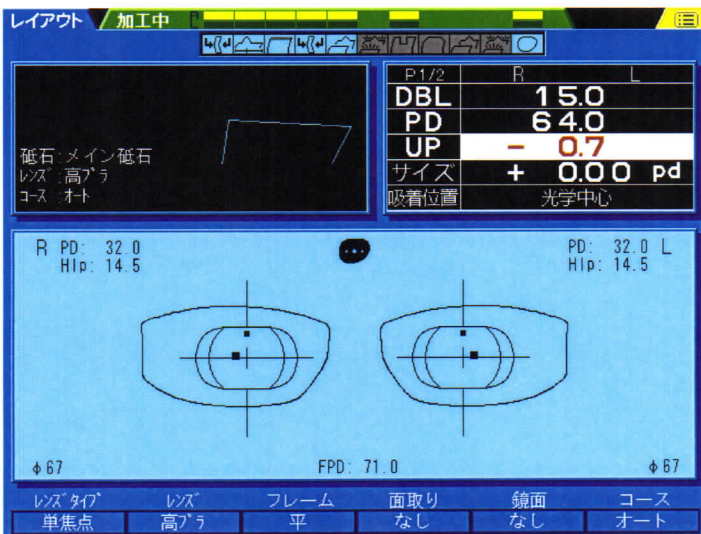 レイアウト 加工中
砥石:メイン砥石
レンズ:高プラ
コース:オート
P.1/2 R L
DBL 15.0
PD 64.0
UP - 0.7
サイズ + 0.00 pd
吸着位置 光学中心
R PD: 32.0
Hlp: 14.5
PD: 32.0 L
Hlp: 14.5
φ67 FPD: 71.0 φ67
レンズタイプ レンズ フレーム 面取り 鏡面 コース
単焦点 高プラ 平 なし なし オート